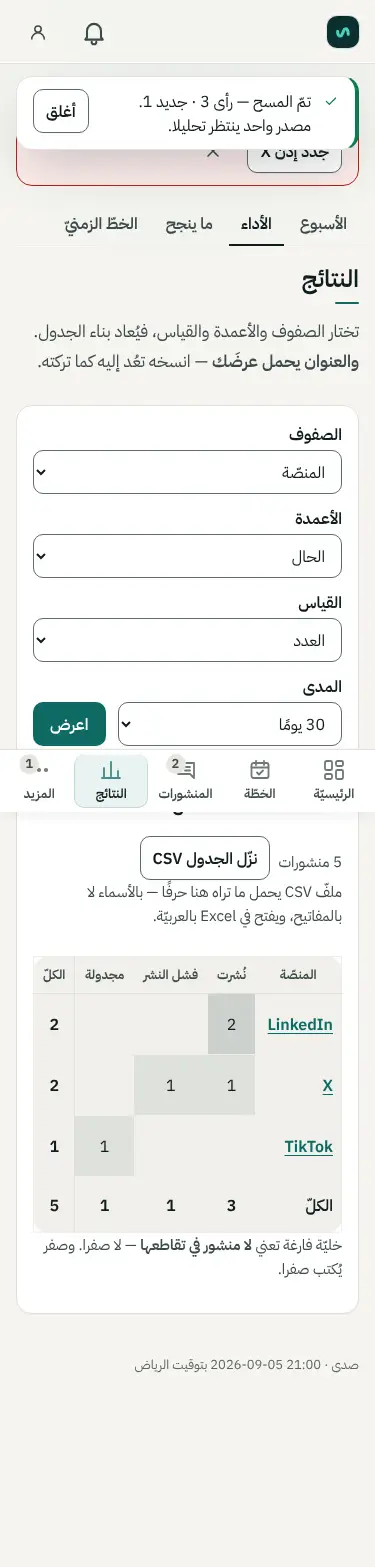 تمّ المسح — رأى 3 · جديد 1.
مصدر واحد ينتظر تحليلا.
أغلق
جدّد إذن X
الأسبوع
الأداء
ما ينجح
الخطّ الزمنيّ
النتائج
تختار الصفوف والأعمدة والقياس، فيُعاد بناء الجدول.
والعنوان يحمل عرضَك — انسخه تعُد إليه كما تركته.
الصفوف
المنصّة
الأعمدة
الحال
القياس
العدد
المدى
30 يومًا
اعرض
الرئيسيّة
الخطّة
2
المنشورات
النتائج
1
المزيد
5 منشورات
نزّل الجدول CSV
ملفّ CSV يحمل ما تراه هنا حرفًا — بالأسماء لا
بالمفاتيح، ويفتح في Excel بالعربيّة.
المنصّة نُشرت فشل النشر مجدولة الكلّ
LinkedIn 2 2
X 1 1 2
TikTok 1 1
الكلّ 3 1 1 5
خليّة فارغة تعني لا منشور في تقاطعها — لا صفرا. وصفر
يُكتب صفرا.
صدى · 2026-09-05 21:00 بتوقيت الرياض